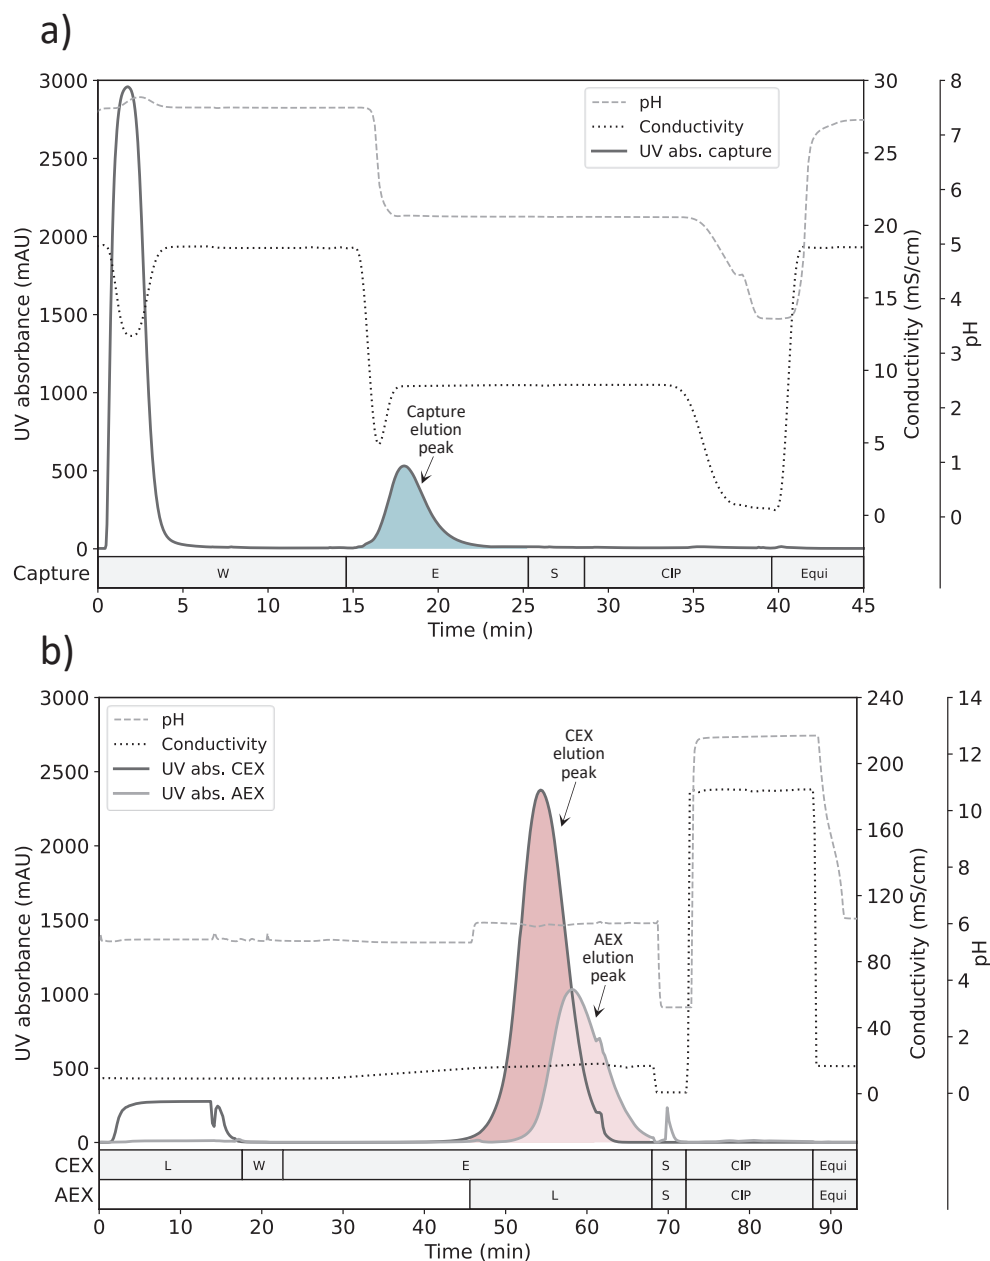 a)
3000
2500
2000
1500
1000
500
0
UV absorbance (mAU)
pH
Conductivity
UV abs. capture
Capture
elution
peak
30
25
20
15
10
5
0
Conductivity (mS/cm)
8
7
6
5
4
3
2
1
0
pH
Capture W E S CIP Equi
0 5 10 15 20 25 30 35 40 45
Time (min)
b)
3000
2500
2000
1500
1000
500
0
UV absorbance (mAU)
pH
Conductivity
UV abs. CEX
UV abs. AEX
CEX
elution
peak
AEX
elution
peak
240
200
160
120
80
40
0
Conductivity (mS/cm)
14
12
10
8
6
4
2
0
pH
CEX L W E S CIP Equi
AEX L S CIP Equi
0 10 20 30 40 50 60 70 80 90
Time (min)